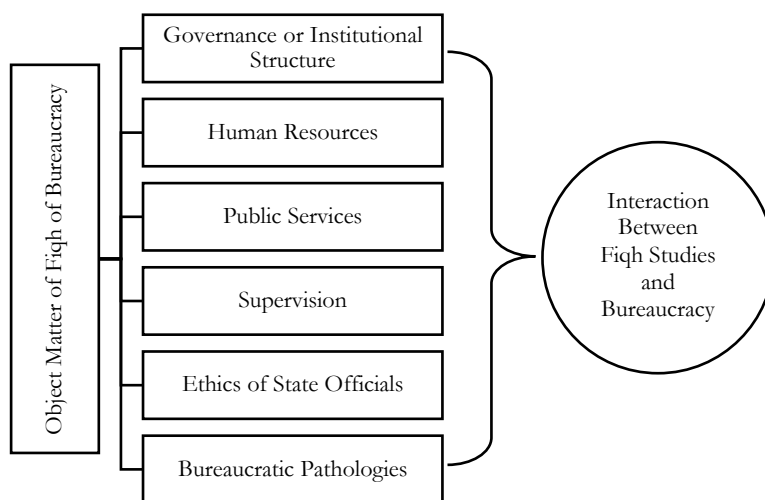 Object Matter of Fiqh of Bureaucracy
Governance or Institutional
Structure
Human Resources
Public Services
Supervision
Ethics of State Officials
Bureaucratic Pathologies
Interaction
Between
Fiqh Studies
and
Bureaucracy